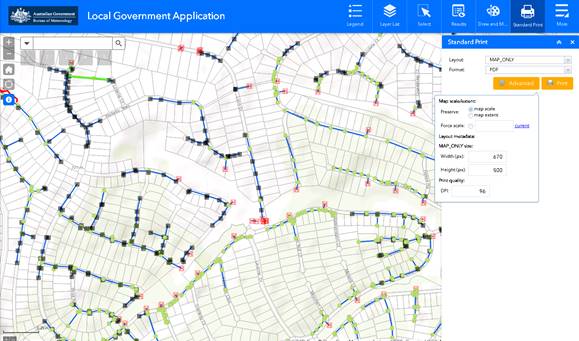 Australian Government
Bureau of Meteorology
Local Government Application
Legend
Layer List
Select
Results
Draw and M...
Standard Print
More
Standard Print
Layout: MAP_ONLY
Format: PDF
Advanced
Print
Map scale/extent:
Preserve: map scale
map extent
Force scale: current
Layout metadata:
MAP_ONLY size:
Width (px): 670
Height (px): 500
Print quality:
DPI: 96